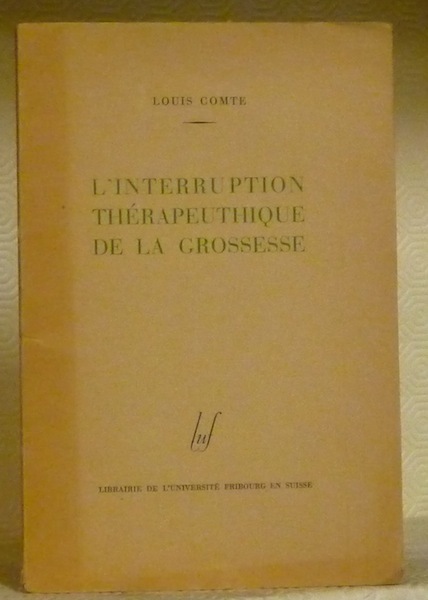 LOUIS COMTE
L'INTERRUPTION
THÉRAPEUTHIQUE
DE LA GROSSESSE
luf
LIBRAIRIE DE L'UNIVERSITÉ FRIBOURG EN SUISSE